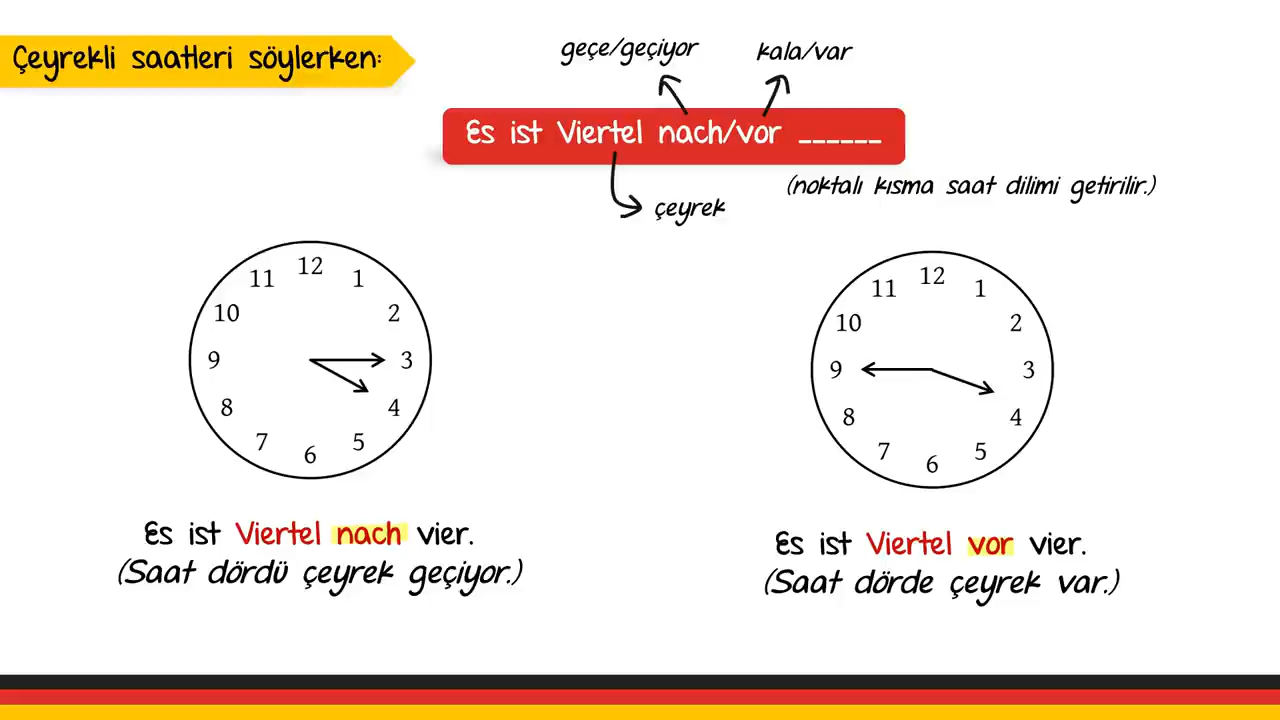 Çeyrekli saatleri söylerken:
geçe/geçiyor
kala/var
Es ist Viertel nach/vor ______
(noktalı kısma saat dilimi getirilir.)
çeyrek
12
11 1
10 2
9 3
8 4
7 5
6
Es ist Viertel nach vier.
(Saat dördü çeyrek geçiyor.)
12
11 1
10 2
9 3
8 4
7 5
6
Es ist Viertel vor vier.
(Saat dörde çeyrek var.)